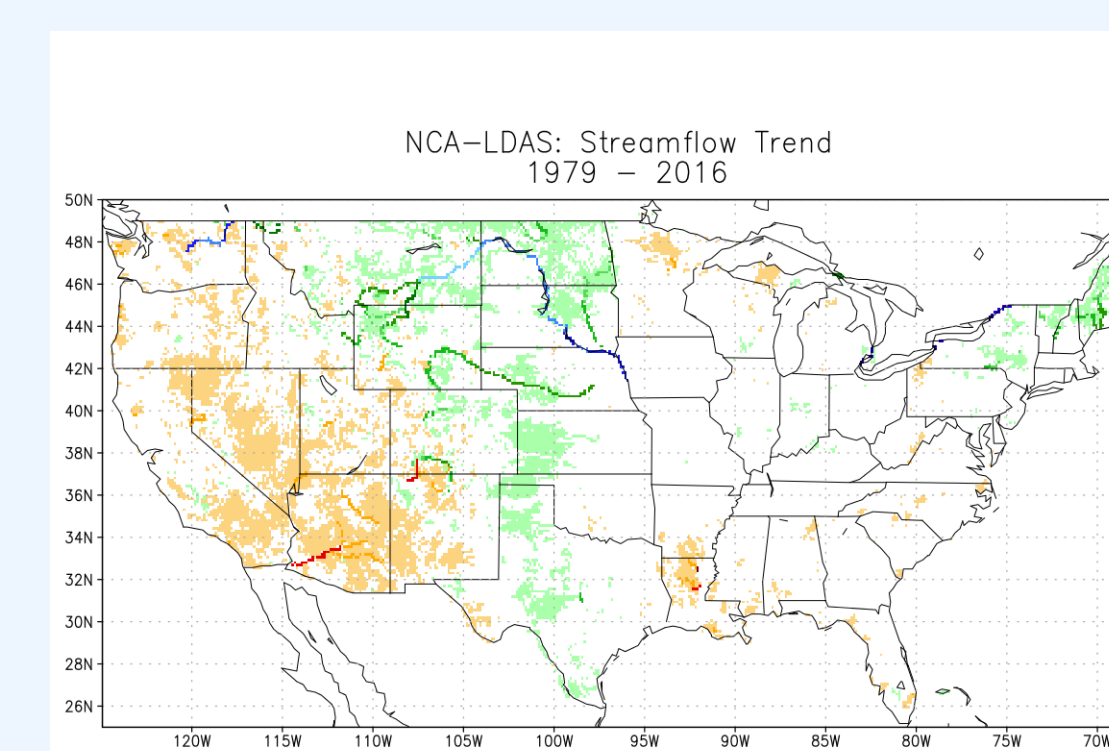 NCA-LDAS: Streamflow Trend
1979 - 2016
50N
48N
46N
44N
42N
40N
38N
36N
34N
32N
30N
28N
26N
120W 115W 110W 105W 100W 95W 90W 85W 80W 75W 70W